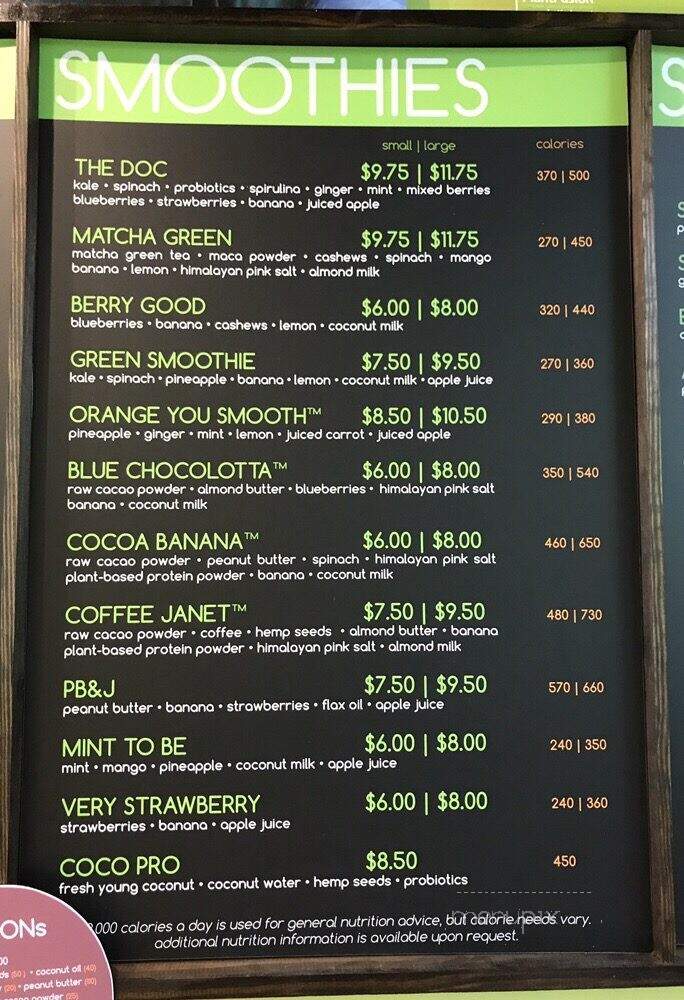 SMOOTHIES
small | large calories
THE DOC $9.75 | $11.75 370 | 500
kale • spinach • probiotics • spirulina • ginger • mint • mixed berries
blueberries • strawberries • banana • juiced apple
MATCHA GREEN $9.75 | $11.75 270 | 450
matcha green tea • maca powder • cashews • spinach • mango
banana • lemon • himalayan pink salt • almond milk
BERRY GOOD $6.00 | $8.00 320 | 440
blueberries • banana • cashews • lemon • coconut milk
GREEN SMOOTHIE $7.50 | $9.50 270 | 360
kale • spinach • pineapple • banana • lemon • coconut milk • apple juice
ORANGE YOU SMOOTH™ $8.50 | $10.50 290 | 380
pineapple • ginger • mint • lemon • juiced carrot • juiced apple
BLUE CHOCOLOTTA™ $6.00 | $8.00 350 | 540
raw cacao powder • almond butter • blueberries • himalayan pink salt
banana • coconut milk
COCOA BANANA™ $6.00 | $8.00 460 | 650
raw cacao powder • peanut butter • spinach • himalayan pink salt
plant-based protein powder • banana • coconut milk
COFFEE JANET™ $7.50 | $9.50 480 | 730
raw cacao powder • coffee • hemp seeds • almond butter • banana
plant-based protein powder • himalayan pink salt • almond milk
PB&J $7.50 | $9.50 570 | 660
peanut butter • banana • strawberries • flax oil • apple juice
MINT TO BE $6.00 | $8.00 240 | 350
mint • mango • pineapple • coconut milk • apple juice
VERY STRAWBERRY $6.00 | $8.00 240 | 360
strawberries • banana • apple juice
COCO PRO $8.50 450
fresh young coconut • coconut water • hemp seeds • probiotics
calories a day is used for general nutrition advice, but calorie needs vary.
additional nutrition information is available upon request.
menupix
ONs
(50) • coconut oil (40)
(20) • peanut butter
powder